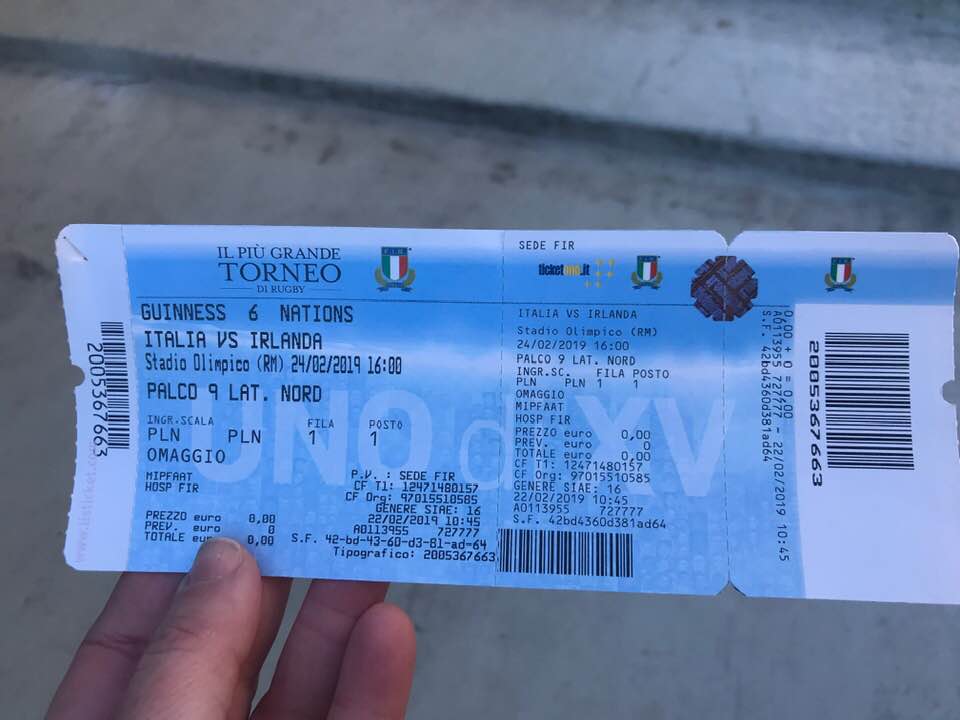 IL PIÙ GRANDE
TORNEO
DI RUGBY
GUINNESS 6 NATIONS
ITALIA VS IRLANDA
Stadio Olimpico (RM) 24/02/2019 16:00
PALCO 9 LAT. NORD
INGR.SCALA FILA POSTO
PLN PLN 1 1
OMAGGIO
MIPFAAT
HOSP FIR
PREZZO euro 0,00
PREV. euro 0
TOTALE euro 0,00
P.V.: SEDE FIR
CF T1: 12471480157
CF Org: 97015510585
GENERE SIAE: 16
22/02/2019 10:45
A0113955 727777
S.F. 42-bd-43-60-d3-81-ad-64
Tipografico: 2005367663
2005367663
UNO di XV
SEDE FIR
ticketone.it
ITALIA VS IRLANDA
Stadio Olimpico (RM)
24/02/2019 16:00
PALCO 9 LAT. NORD
INGR.SC. FILA POSTO
PLN PLN 1 1
OMAGGIO
MIPFAAT
HOSP FIR
PREZZO euro 0,00
PREV. euro 0
TOTALE euro 0,00
CF T1: 12471480157
CF Org: 97015510585
GENERE SIAE: 16
22/02/2019 10:45
A0113955 727777
S.F. 42bd4360d381ad64
0,00 + 0 = 0,00
A0113955 727777 - 22/02/2019 10:45
S.F. 42bd4360d381ad64
2005367663